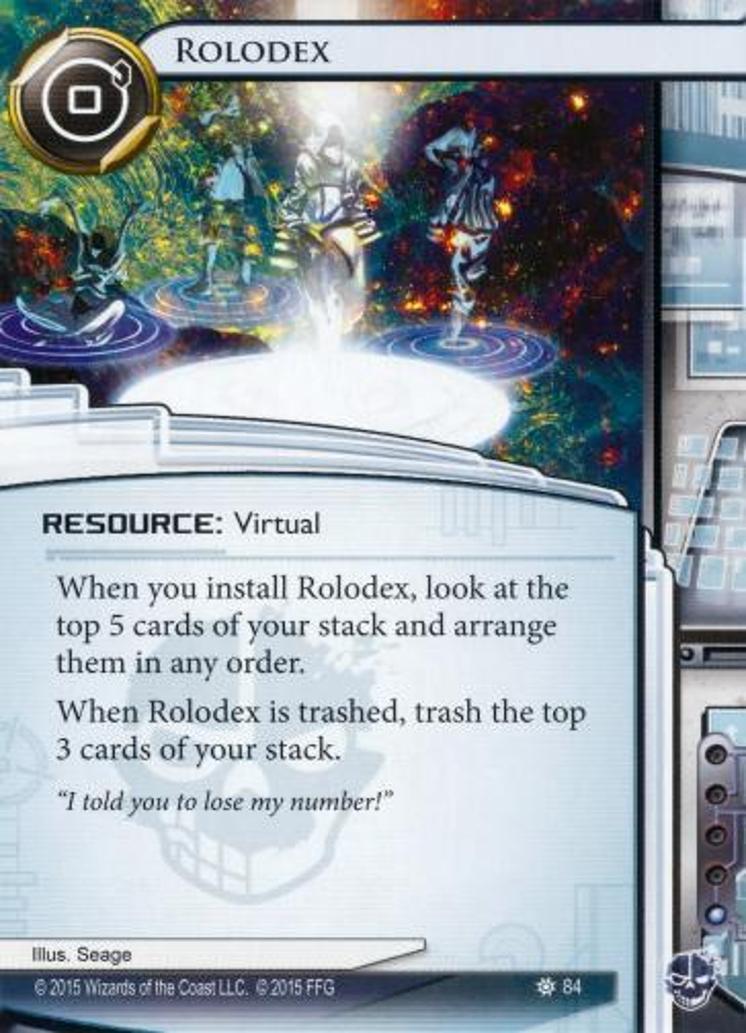 ROLODEX
RESOURCE: Virtual
When you install Rolodex, look at the
top 5 cards of your stack and arrange
them in any order.
When Rolodex is trashed, trash the top
3 cards of your stack.
“I told you to lose my number!”
Illus. Seage
© 2015 Wizards of the Coast LLC. © 2015 FFG
84